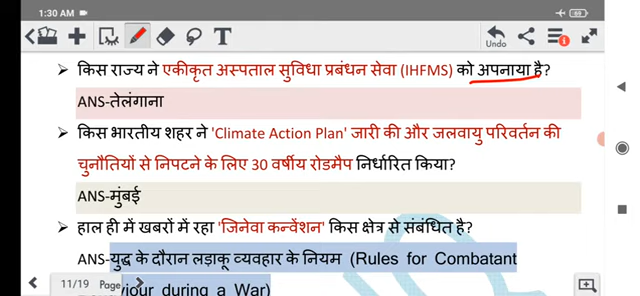 1:30 AM
69
Undo
➢ किस राज्य ने एकीकृत अस्पताल सुविधा प्रबंधन सेवा (IHFMS) को अपनाया है?
ANS-तेलंगाना
➢ किस भारतीय शहर ने 'Climate Action Plan' जारी की और जलवायु परिवर्तन की
चुनौतियों से निपटने के लिए 30 वर्षीय रोडमैप निर्धारित किया?
ANS-मुंबई
➢ हाल ही में खबरों में रहा 'जिनेवा कन्वेंशन' किस क्षेत्र से संबंधित है?
ANS-युद्ध के दौरान लड़ाकू व्यवहार के नियम (Rules for Combatant
11/19 Page
viour during a War)